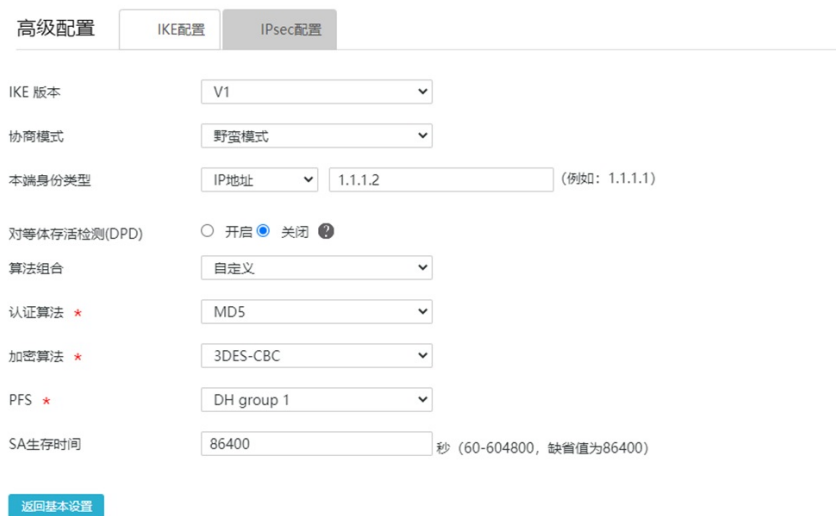 高级配置 IKE配置 IPsec配置
IKE 版本 V1
协商模式 野蛮模式
本端身份类型 IP地址 1.1.1.2 (例如：1.1.1.1)
对等体存活检测(DPD) 开启 关闭 ?
算法组合 自定义
认证算法 * MD5
加密算法 * 3DES-CBC
PFS * DH group 1
SA生存时间 86400 秒（60-604800，缺省值为86400）
返回基本设置